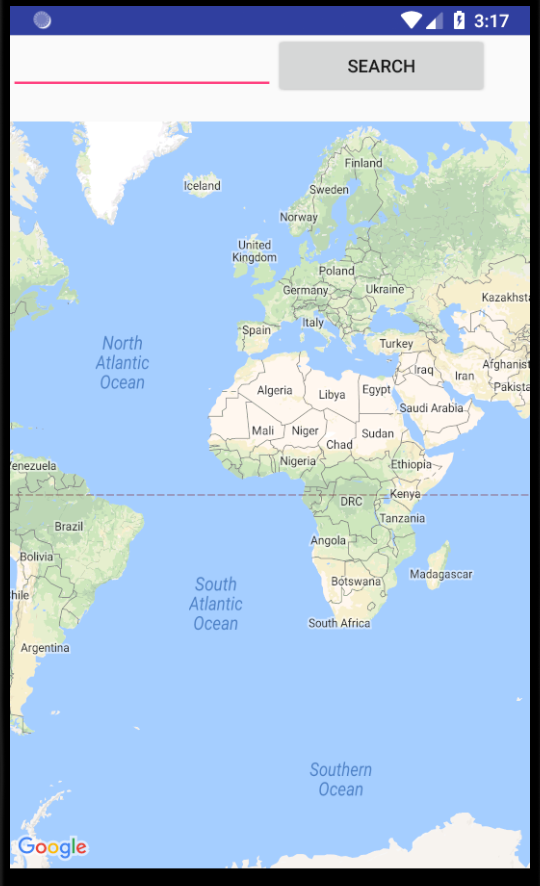 3:17
SEARCH
Finland
Iceland
Sweden
Norway
United
Kingdom
Poland
Germany
Ukraine
Kazakhsta
Spain
Italy
Turkey
North
Atlantic
Ocean
Iraq
Iran
Afghanist
Pakista
Algeria
Libya
Egypt
Saudi Arabia
Mali
Niger
Sudan
Chad
Nigeria
Ethiopia
Venezuela
DRC
Kenya
Brazil
Tanzania
Angola
Bolivia
Botswana
Madagascar
hile
South
Atlantic
Ocean
South Africa
Argentina
Southern
Ocean
Google